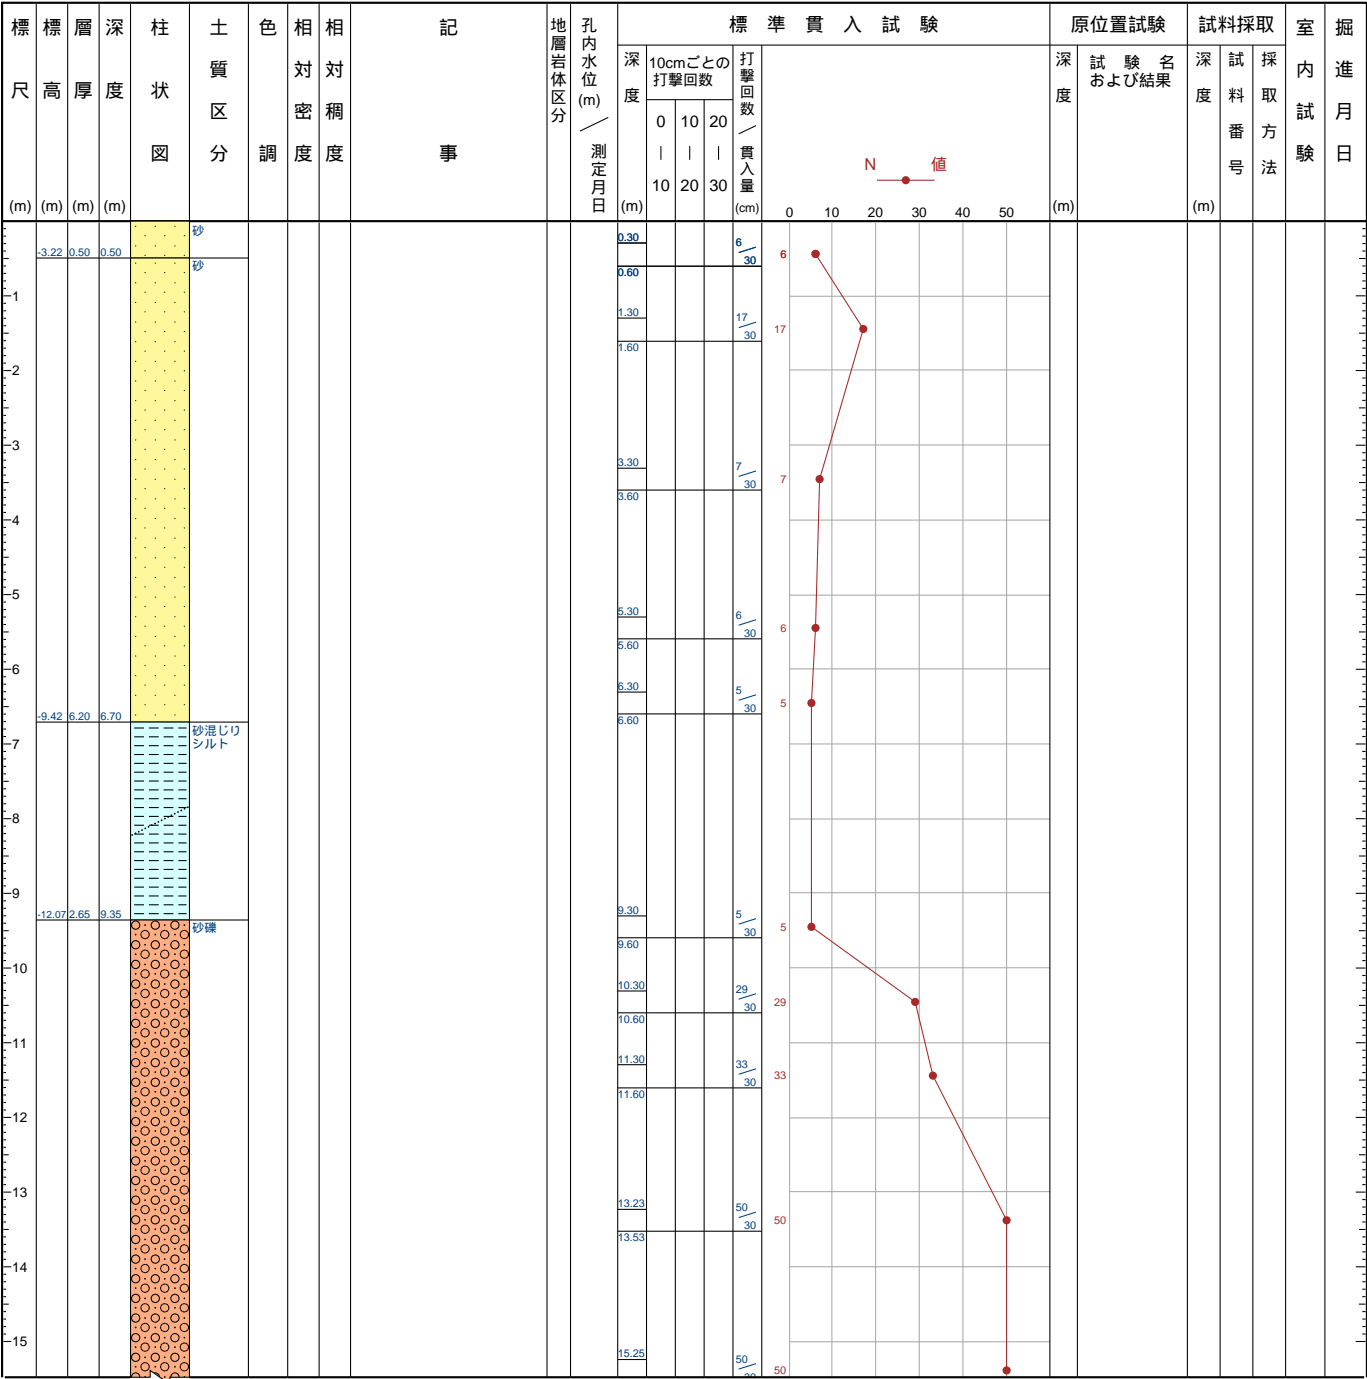 標尺(m)
標高(m)
層厚(m)
深度(m)
柱状図
土質区分
色調
相対密度
相対稠度
記事
地層岩体区分
孔内水位(m)／測定月日
標準貫入試験
深度(m)
10cmごとの
打撃回数
0｜10
10｜20
20｜30
打撃回数／貫入量(cm)
N 値
0 10 20 30 40 50
原位置試験
深度(m)
試験名
および結果
試料採取
深度(m)
試料番号
採取方法
室内試験
掘進月日
砂
0.30
6/30
6
-3.22 0.50 0.50
砂
0.60
1
1.30
17/30
17
1.60
2
3
3.30
7/30
7
3.60
4
5
5.30
6/30
6
5.60
6
6.30
5/30
5
-9.42 6.20 6.70
6.60
砂混じり
シルト
7
8
9
-12.07 2.65 9.35
9.30
5/30
5
砂礫
9.60
10
10.30
29/30
29
10.60
11
11.30
33/30
33
11.60
12
13
13.23
50/30
50
13.53
14
15
15.25
50
50